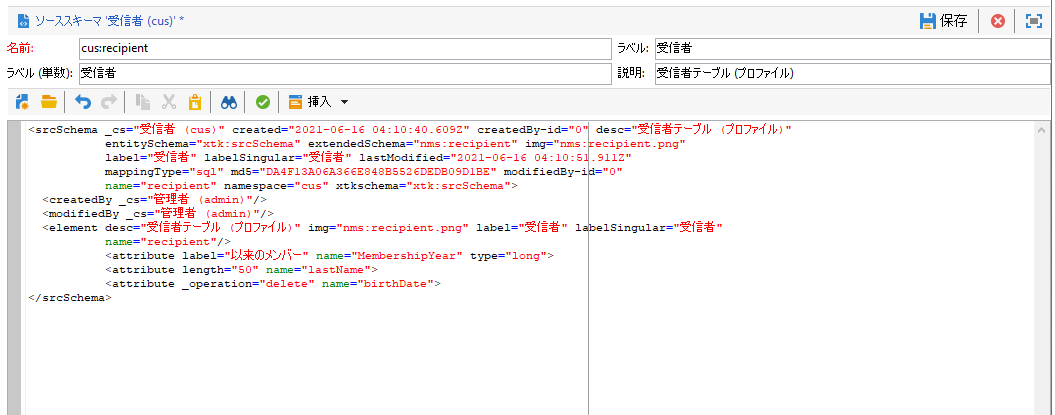 ソーススキーマ '受信者 (cus)' *
保存
名前:
cus:recipient
ラベル:
受信者
ラベル (単数):
受信者
説明:
受信者テーブル (プロファイル)
挿入
<srcSchema _cs="受信者 (cus)" created="2021-06-16 04:10:40.609Z" createdBy-id="0" desc="受信者テーブル (プロファイル)"
entitySchema="xtk:srcSchema" extendedSchema="nms:recipient" img="nms:recipient.png"
label="受信者" labelSingular="受信者" lastModified="2021-06-16 04:10:51.911Z"
mappingType="sql" md5="DA4F13A06A366E848B5526DEDB09D1BE" modifiedBy-id="0"
name="recipient" namespace="cus" xtkschema="xtk:srcSchema">
<createdBy _cs="管理者 (admin)"/>
<modifiedBy _cs="管理者 (admin)"/>
<element desc="受信者テーブル (プロファイル)" img="nms:recipient.png" label="受信者" labelSingular="受信者"
name="recipient"/>
<attribute label="以来のメンバー" name="MembershipYear" type="long">
<attribute length="50" name="lastName">
<attribute _operation="delete" name="birthDate">
</srcSchema>